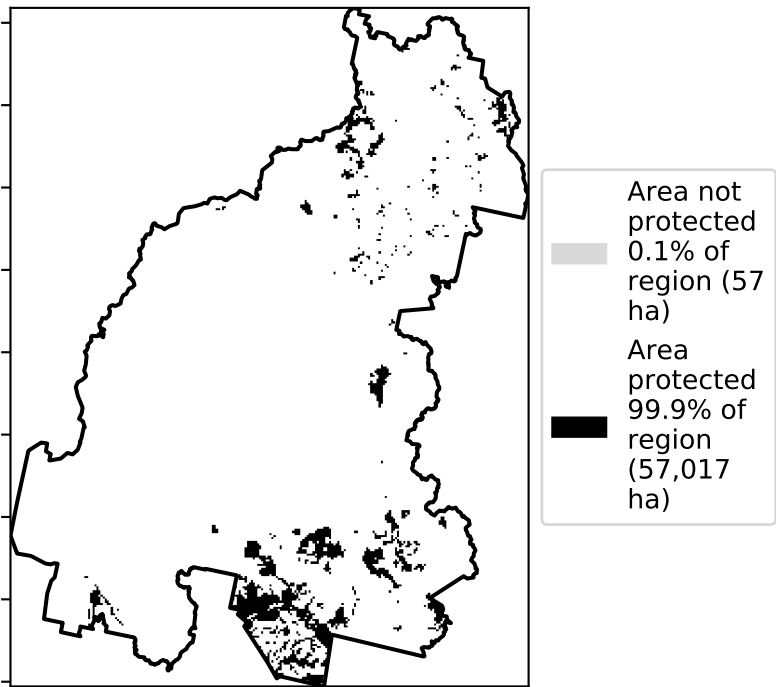 Area not
protected
0.1% of
region (57
ha)
Area
protected
99.9% of
region
(57,017
ha)